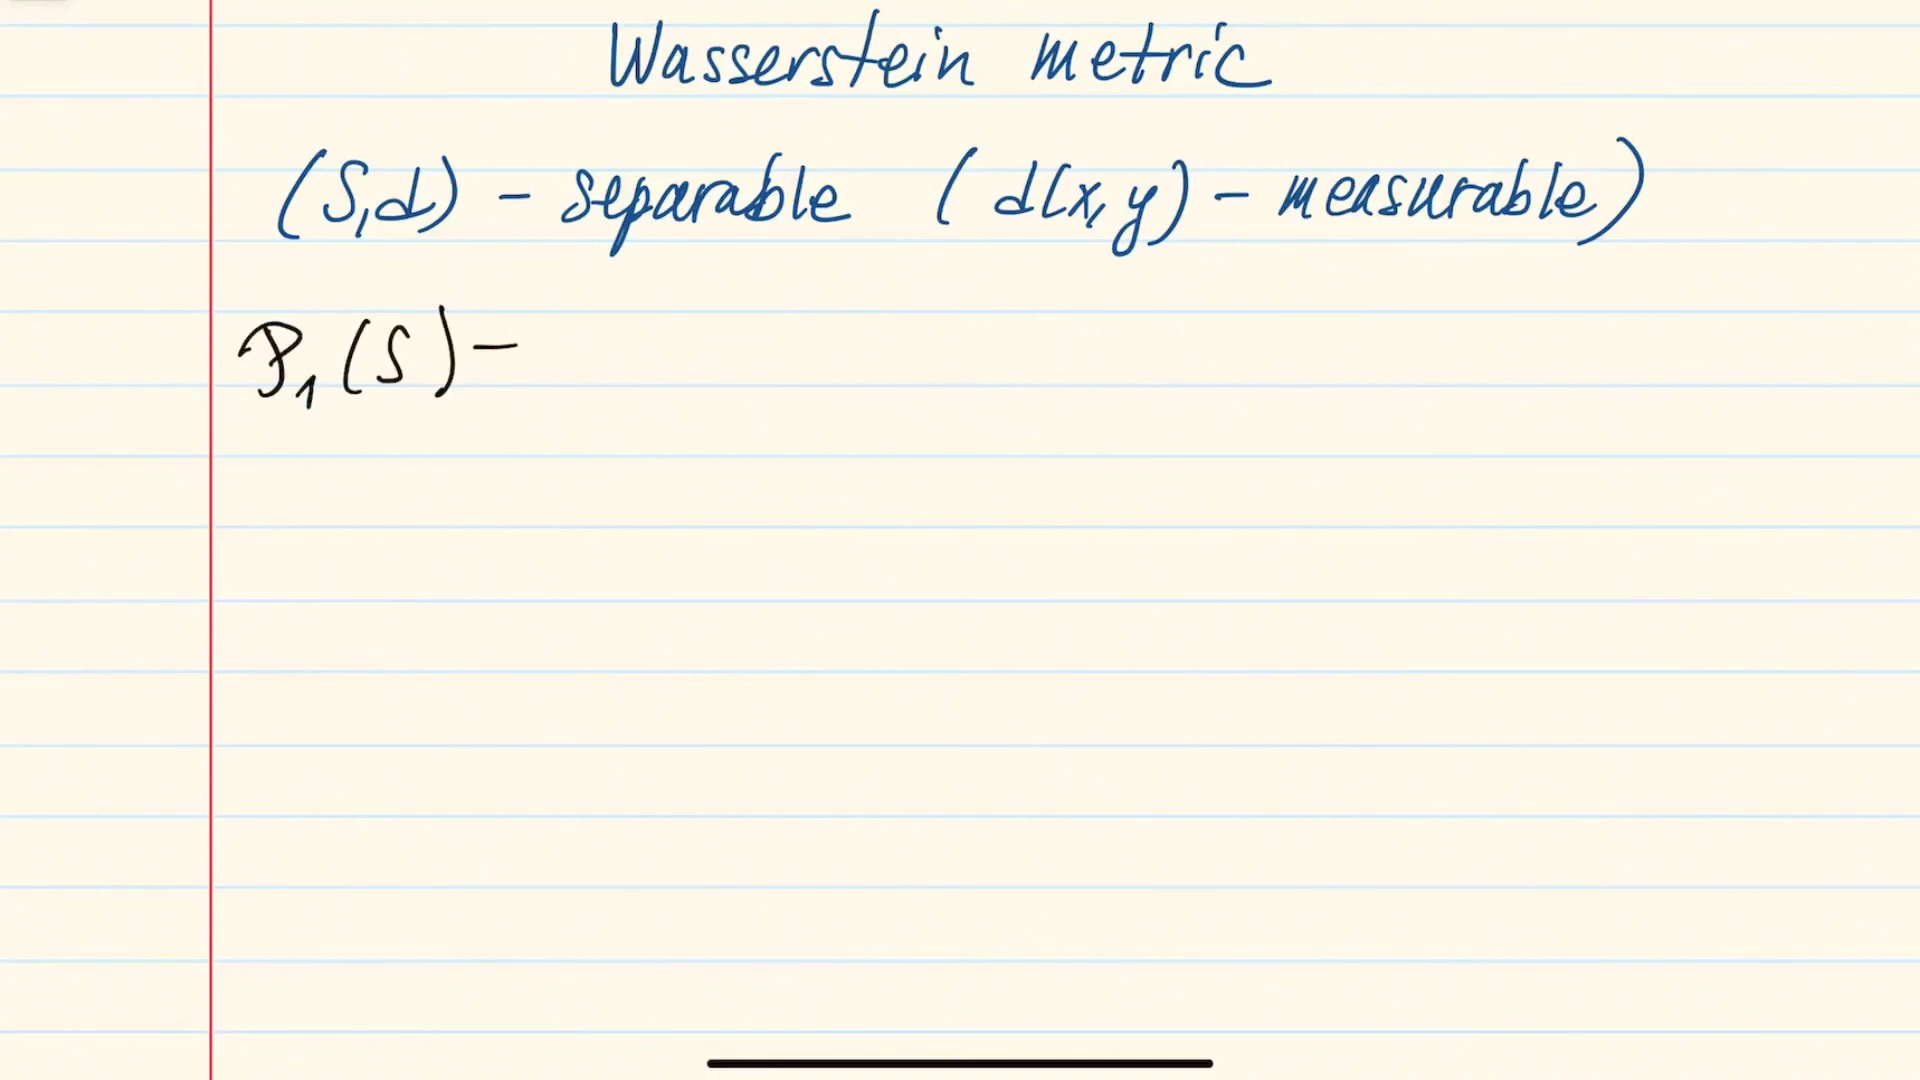 Wasserstein metric
(S,d) - separable ( d(x,y) - measurable )
P₁(S) -